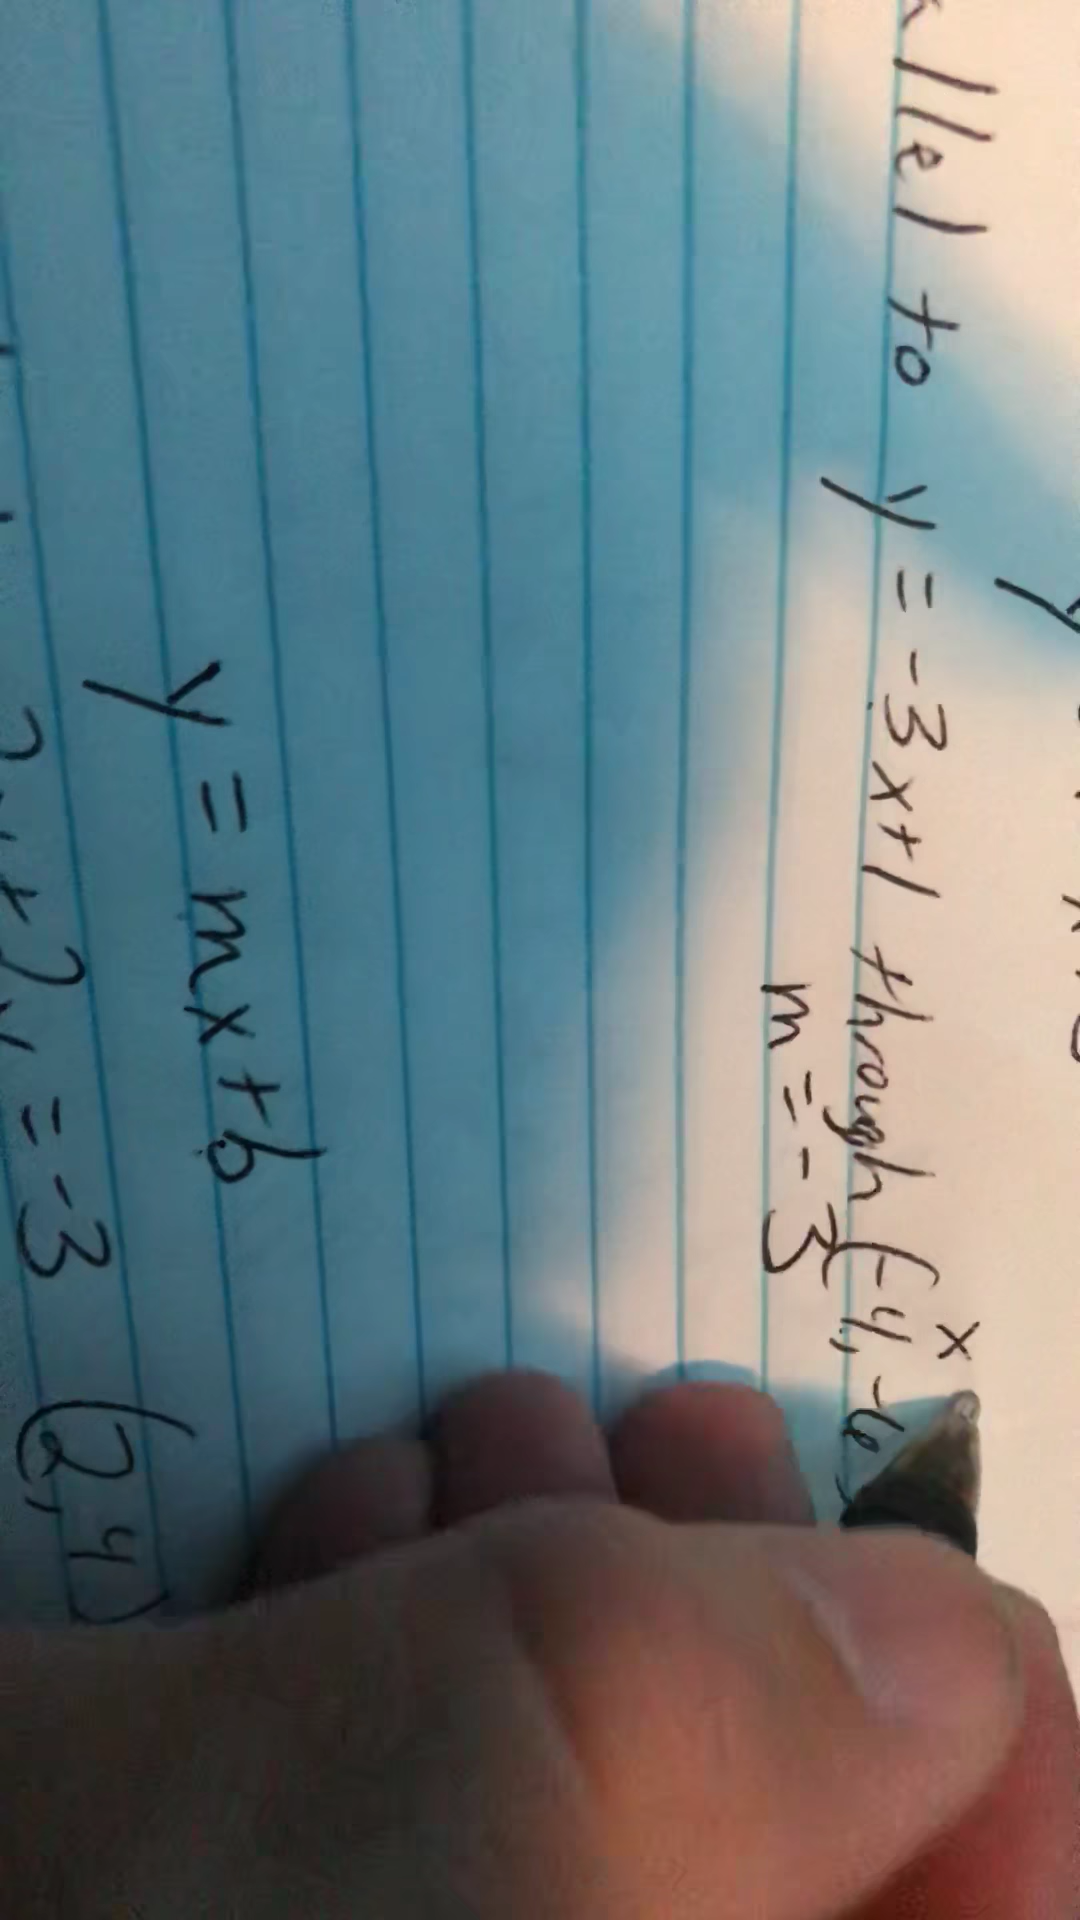 x
allel to y = -3x+1 through (-4, -6)
m = -3
y = mx+b
= -3 (2,4)